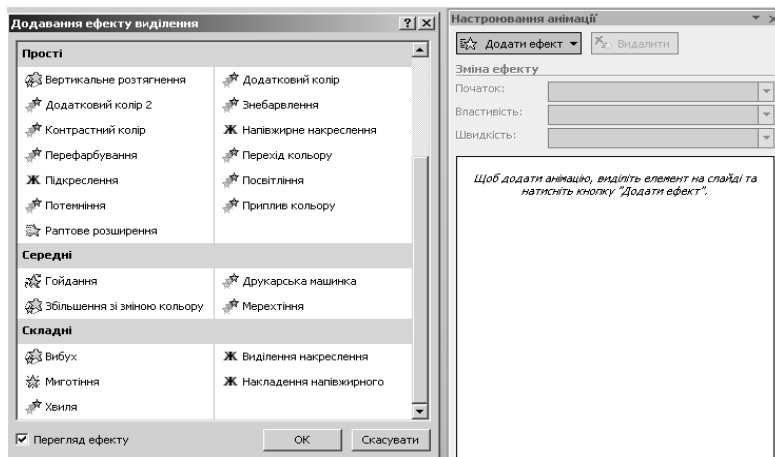 Додавання ефекту виділення
Прості
Вертикальне розтягнення
Додатковий колір
Додатковий колір 2
Знебарвлення
Контрастний колір
Ж Напівжирне накреслення
Перефарбування
Перехід кольору
Ж Підкреслення
Посвітління
Потемніння
Приплив кольору
Раптове розширення
Середні
Гойдання
Друкарська машинка
Збільшення зі зміною кольору
Мерехтіння
Складні
Вибух
Ж Виділення накреслення
Миготіння
Ж Накладення напівжирного
Хвиля
Перегляд ефекту
ОК
Скасувати
Настроювання анімації
Додати ефект
Видалити
Зміна ефекту
Початок:
Властивість:
Швидкість:
Щоб додати анімацію, виділіть елемент на слайді та
натисніть кнопку "Додати ефект".